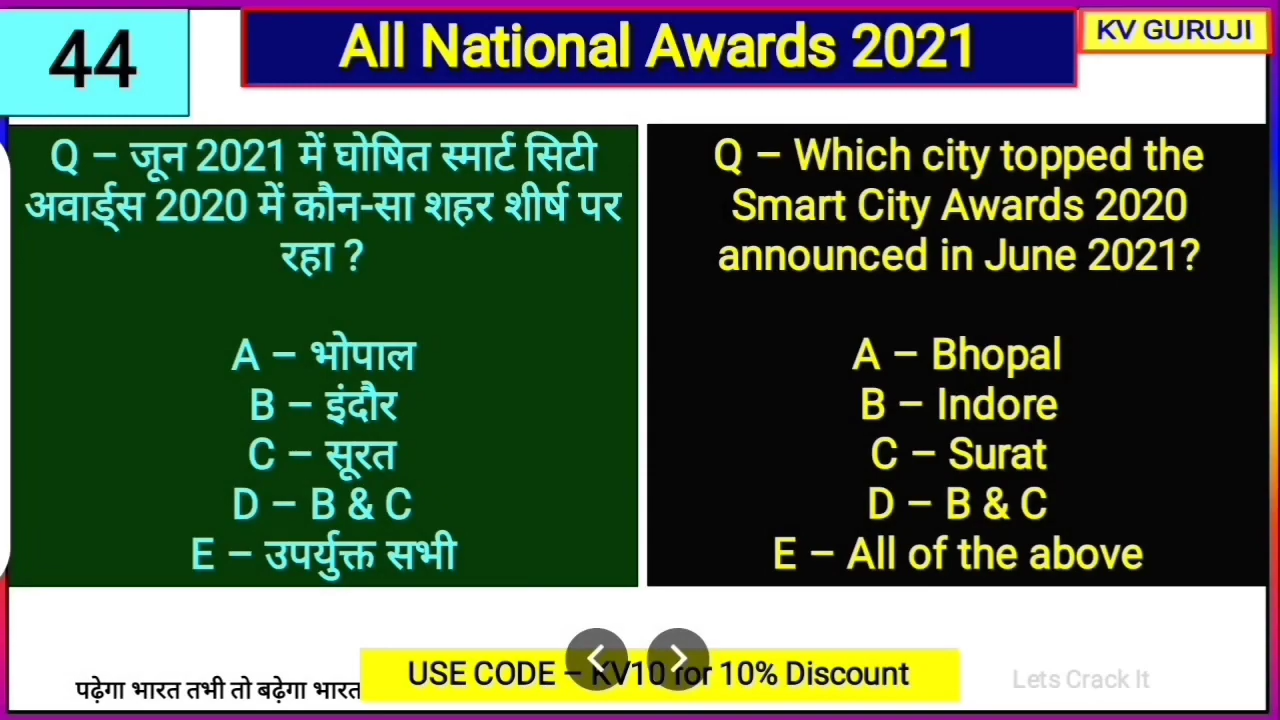 44
All National Awards 2021
KV GURUJI
Q – जून 2021 में घोषित स्मार्ट सिटी
अवार्ड्स 2020 में कौन-सा शहर शीर्ष पर
रहा ?
A – भोपाल
B – इंदौर
C – सूरत
D – B & C
E – उपर्युक्त सभी
Q – Which city topped the
Smart City Awards 2020
announced in June 2021?
A – Bhopal
B – Indore
C – Surat
D – B & C
E – All of the above
पढ़ेगा भारत तभी तो बढ़ेगा भारत
USE CODE – KV10 for 10% Discount
Lets Crack It